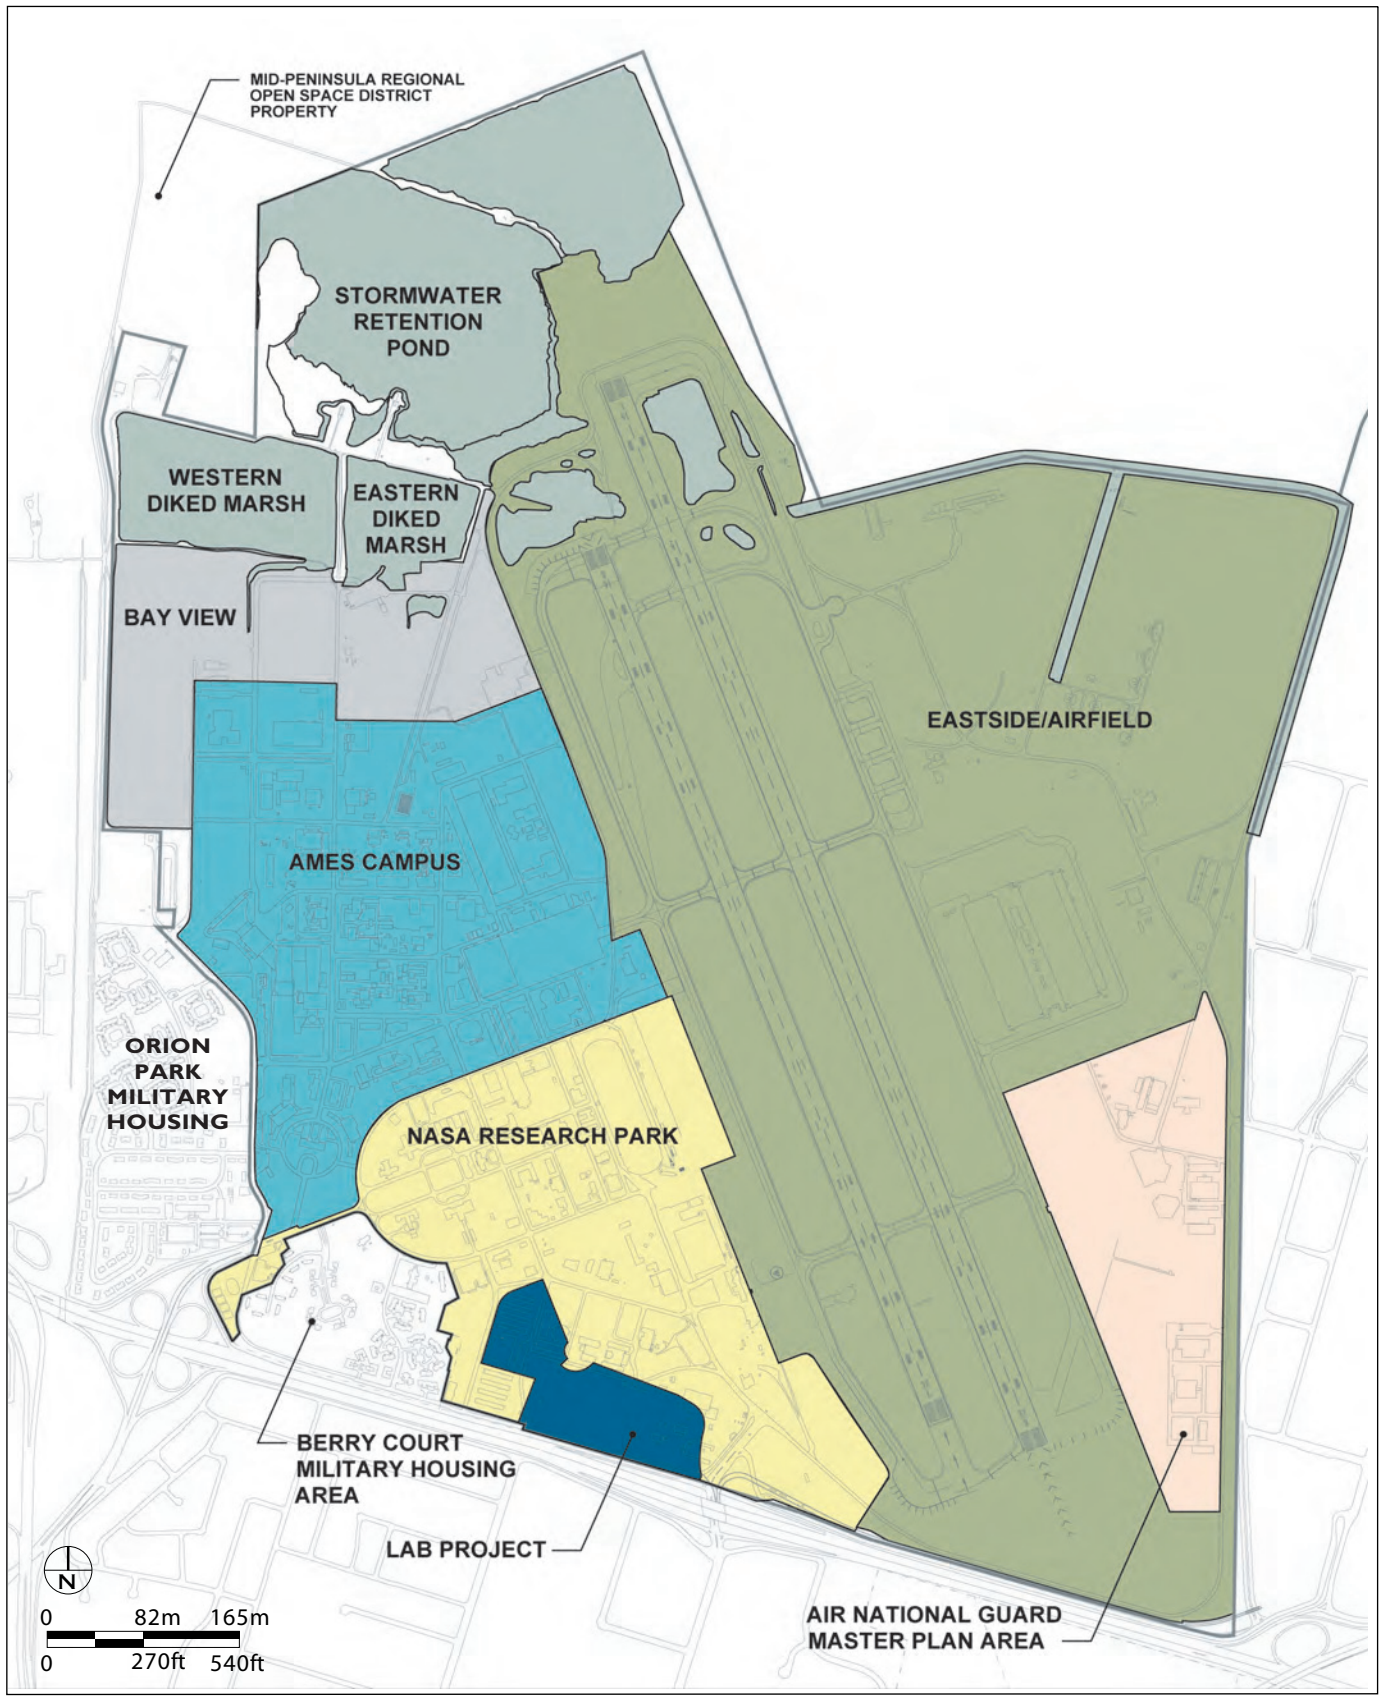 MID-PENINSULA REGIONAL
OPEN SPACE DISTRICT
PROPERTY
STORMWATER
RETENTION
POND
WESTERN
DIKED MARSH
EASTERN
DIKED
MARSH
BAY VIEW
EASTSIDE/AIRFIELD
AMES CAMPUS
ORION
PARK
MILITARY
HOUSING
NASA RESEARCH PARK
BERRY COURT
MILITARY HOUSING
AREA
LAB PROJECT
AIR NATIONAL GUARD
MASTER PLAN AREA
N
0 82m 165m
0 270ft 540ft